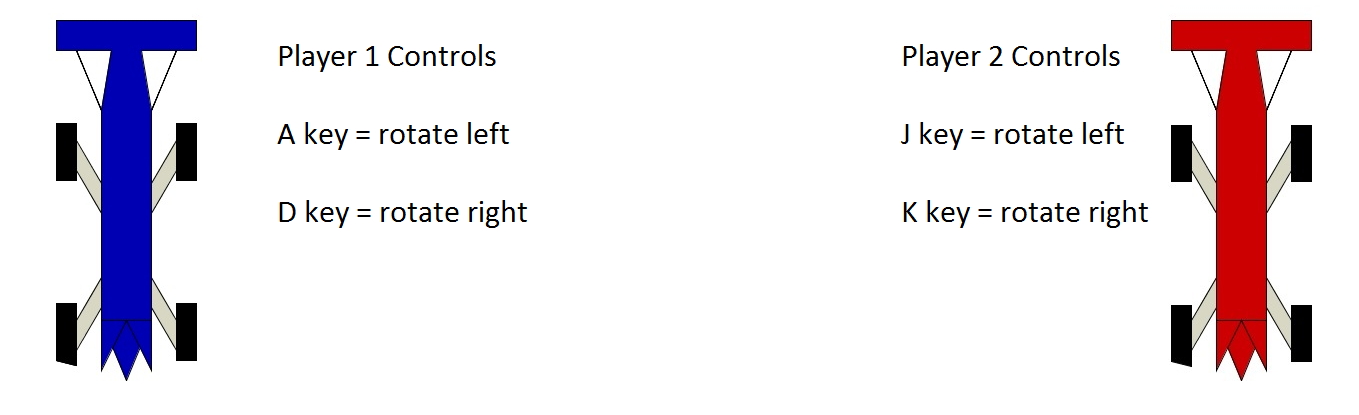 Player 1 Controls
A key = rotate left
D key = rotate right
Player 2 Controls
J key = rotate left
K key = rotate right